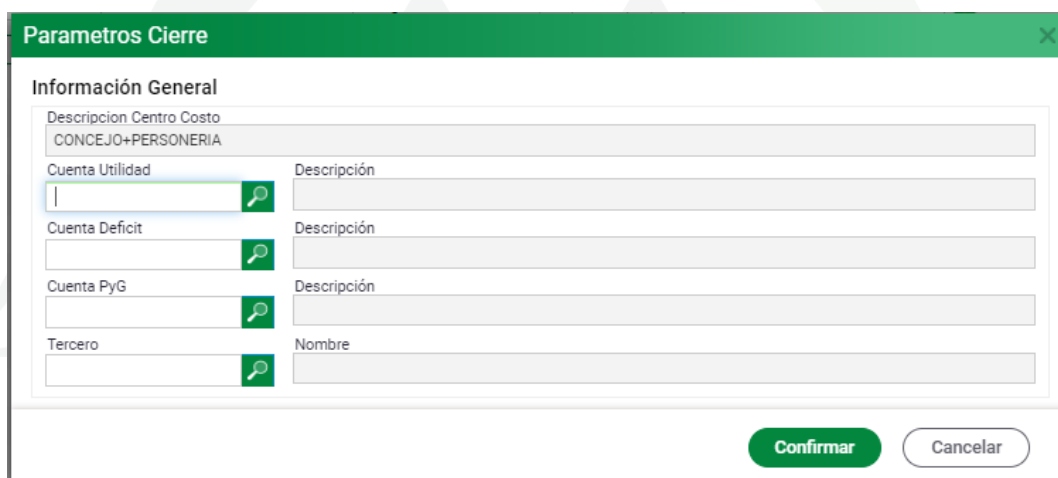 Parametros Cierre
Información General
Descripcion Centro Costo
CONCEJO+PERSONERIA
Cuenta Utilidad Descripción
Cuenta Deficit Descripción
Cuenta PyG Descripción
Tercero Nombre
Confirmar Cancelar